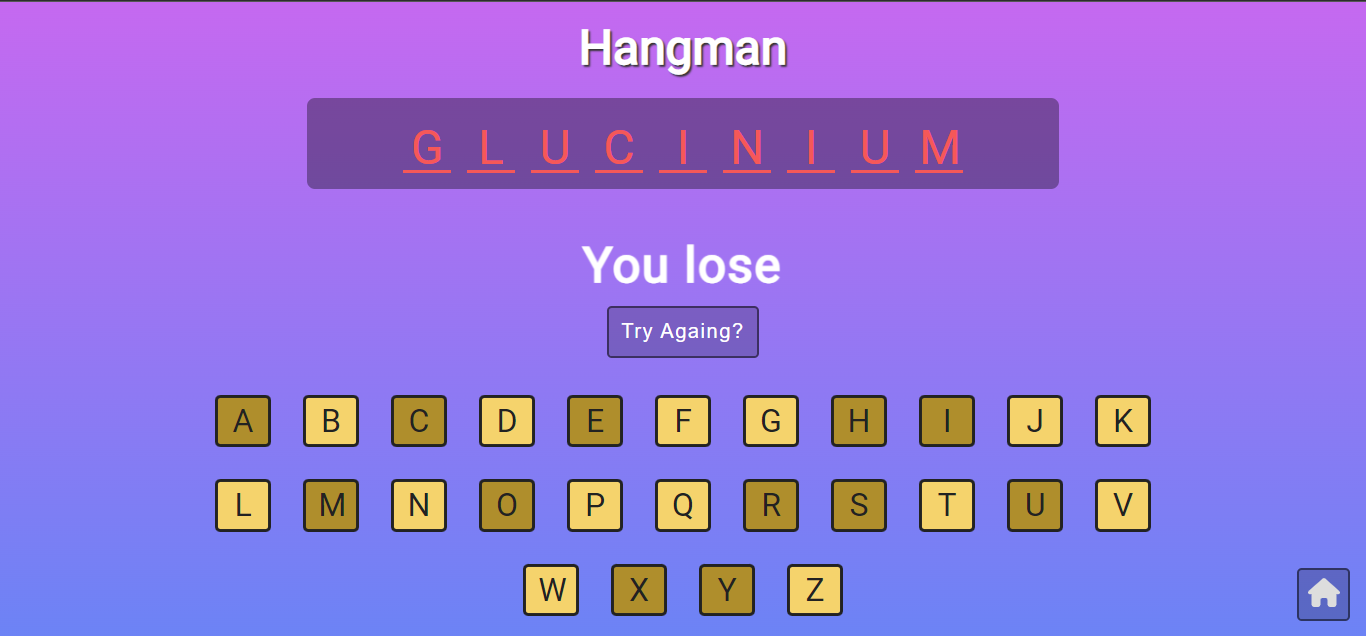 Hangman
G L U C I N I U M
You lose
Try Againg?
A B C D E F G H I J K
L M N O P Q R S T U V
W X Y Z